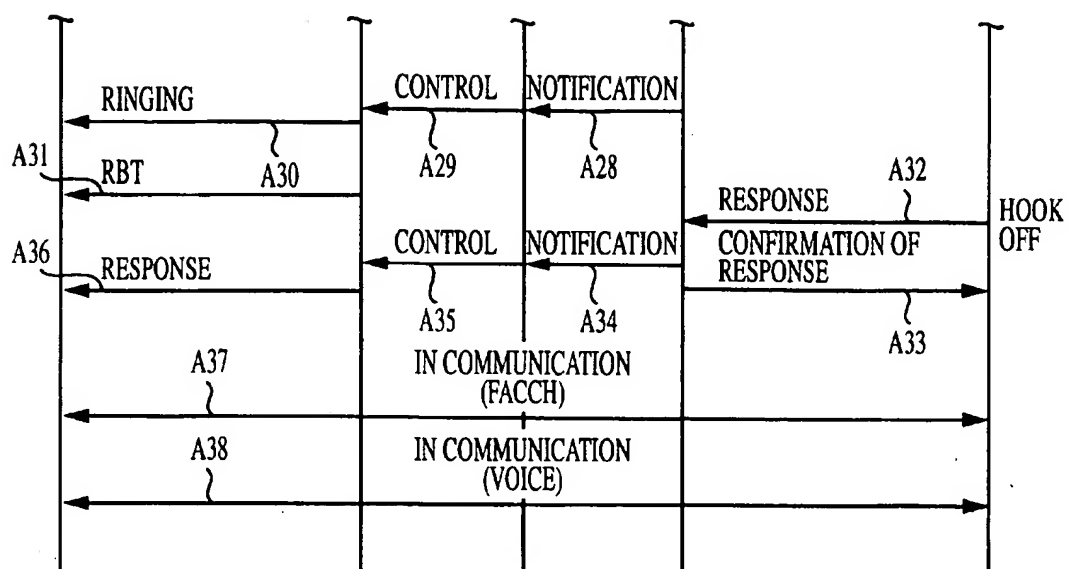 CONTROL NOTIFICATION
RINGING
A31
RBT
A30
A29
A28
A32
RESPONSE
HOOK
OFF
A36
RESPONSE
CONTROL NOTIFICATION
CONFIRMATION OF
RESPONSE
A35
A34
A33
A37
IN COMMUNICATION
(FACCH)
A38
IN COMMUNICATION
(VOICE)